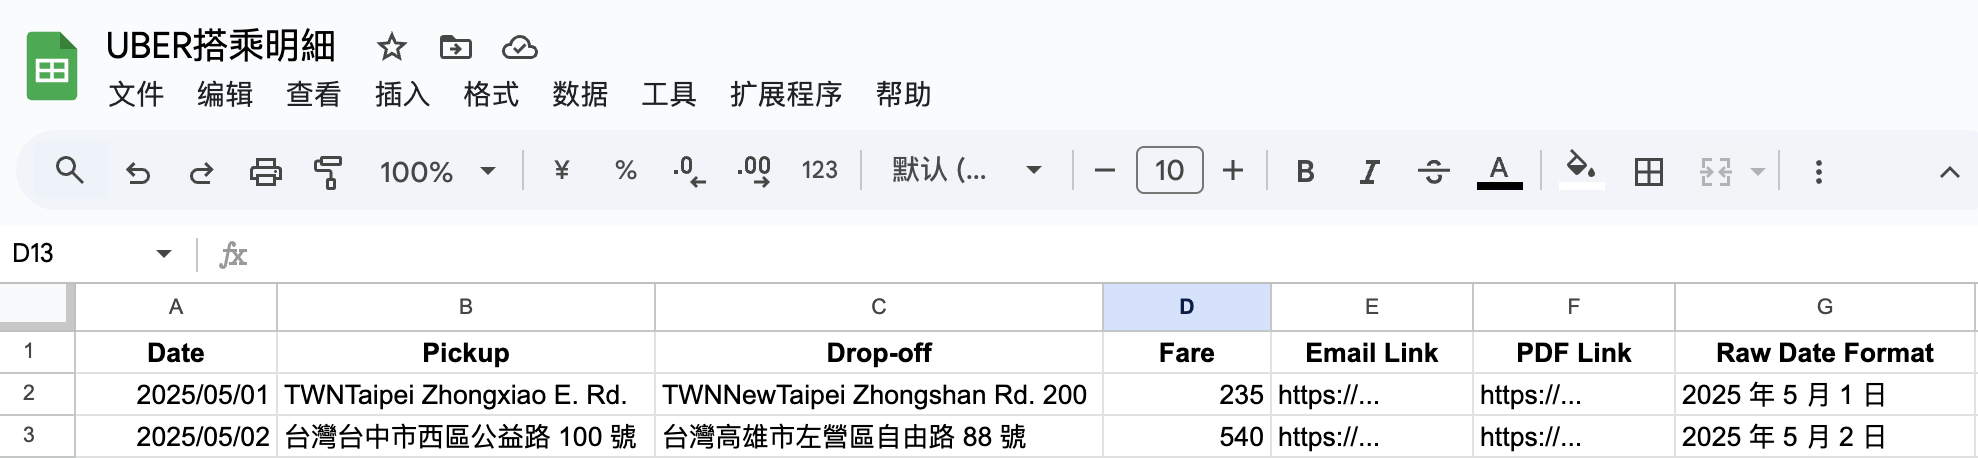 UBER搭乘明細
文件 编辑 查看 插入 格式 数据 工具 扩展程序 帮助
100% ¥ % .0 .00 123 默认 (... 10 B I S A
D13 fx
A B C D E F G
1 Date Pickup Drop-off Fare Email Link PDF Link Raw Date Format
2 2025/05/01 TWNTaipei Zhongxiao E. Rd. TWNNewTaipei Zhongshan Rd. 200 235 https://... https://... 2025 年 5 月 1 日
3 2025/05/02 台灣台中市西區公益路 100 號 台灣高雄市左營區自由路 88 號 540 https://... https://... 2025 年 5 月 2 日